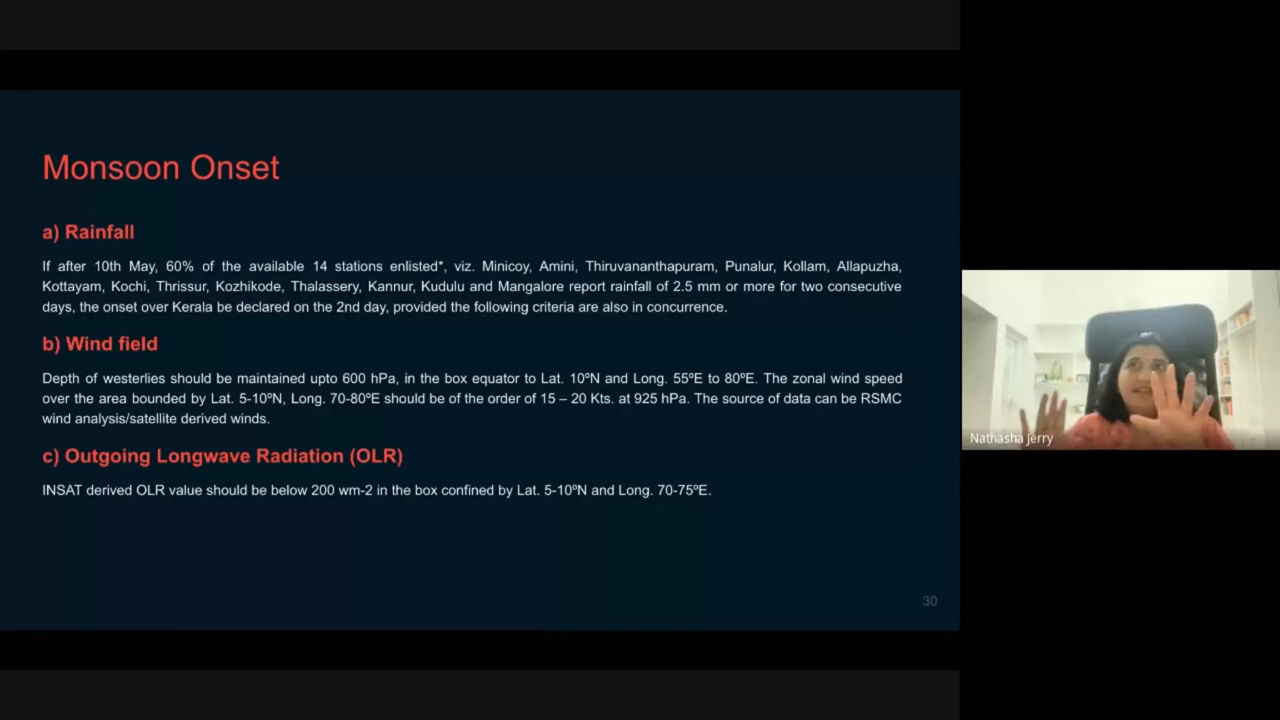 Monsoon Onset
a) Rainfall
If after 10th May, 60% of the available 14 stations enlisted*, viz. Minicoy, Amini, Thiruvananthapuram, Punalur, Kollam, Allapuzha,
Kottayam, Kochi, Thrissur, Kozhikode, Thalassery, Kannur, Kudulu and Mangalore report rainfall of 2.5 mm or more for two consecutive
days, the onset over Kerala be declared on the 2nd day, provided the following criteria are also in concurrence.
b) Wind field
Depth of westerlies should be maintained upto 600 hPa, in the box equator to Lat. 10ºN and Long. 55ºE to 80ºE. The zonal wind speed
over the area bounded by Lat. 5-10ºN, Long. 70-80ºE should be of the order of 15 – 20 Kts. at 925 hPa. The source of data can be RSMC
wind analysis/satellite derived winds.
c) Outgoing Longwave Radiation (OLR)
INSAT derived OLR value should be below 200 wm-2 in the box confined by Lat. 5-10ºN and Long. 70-75ºE.
30
Nathasha Jerry